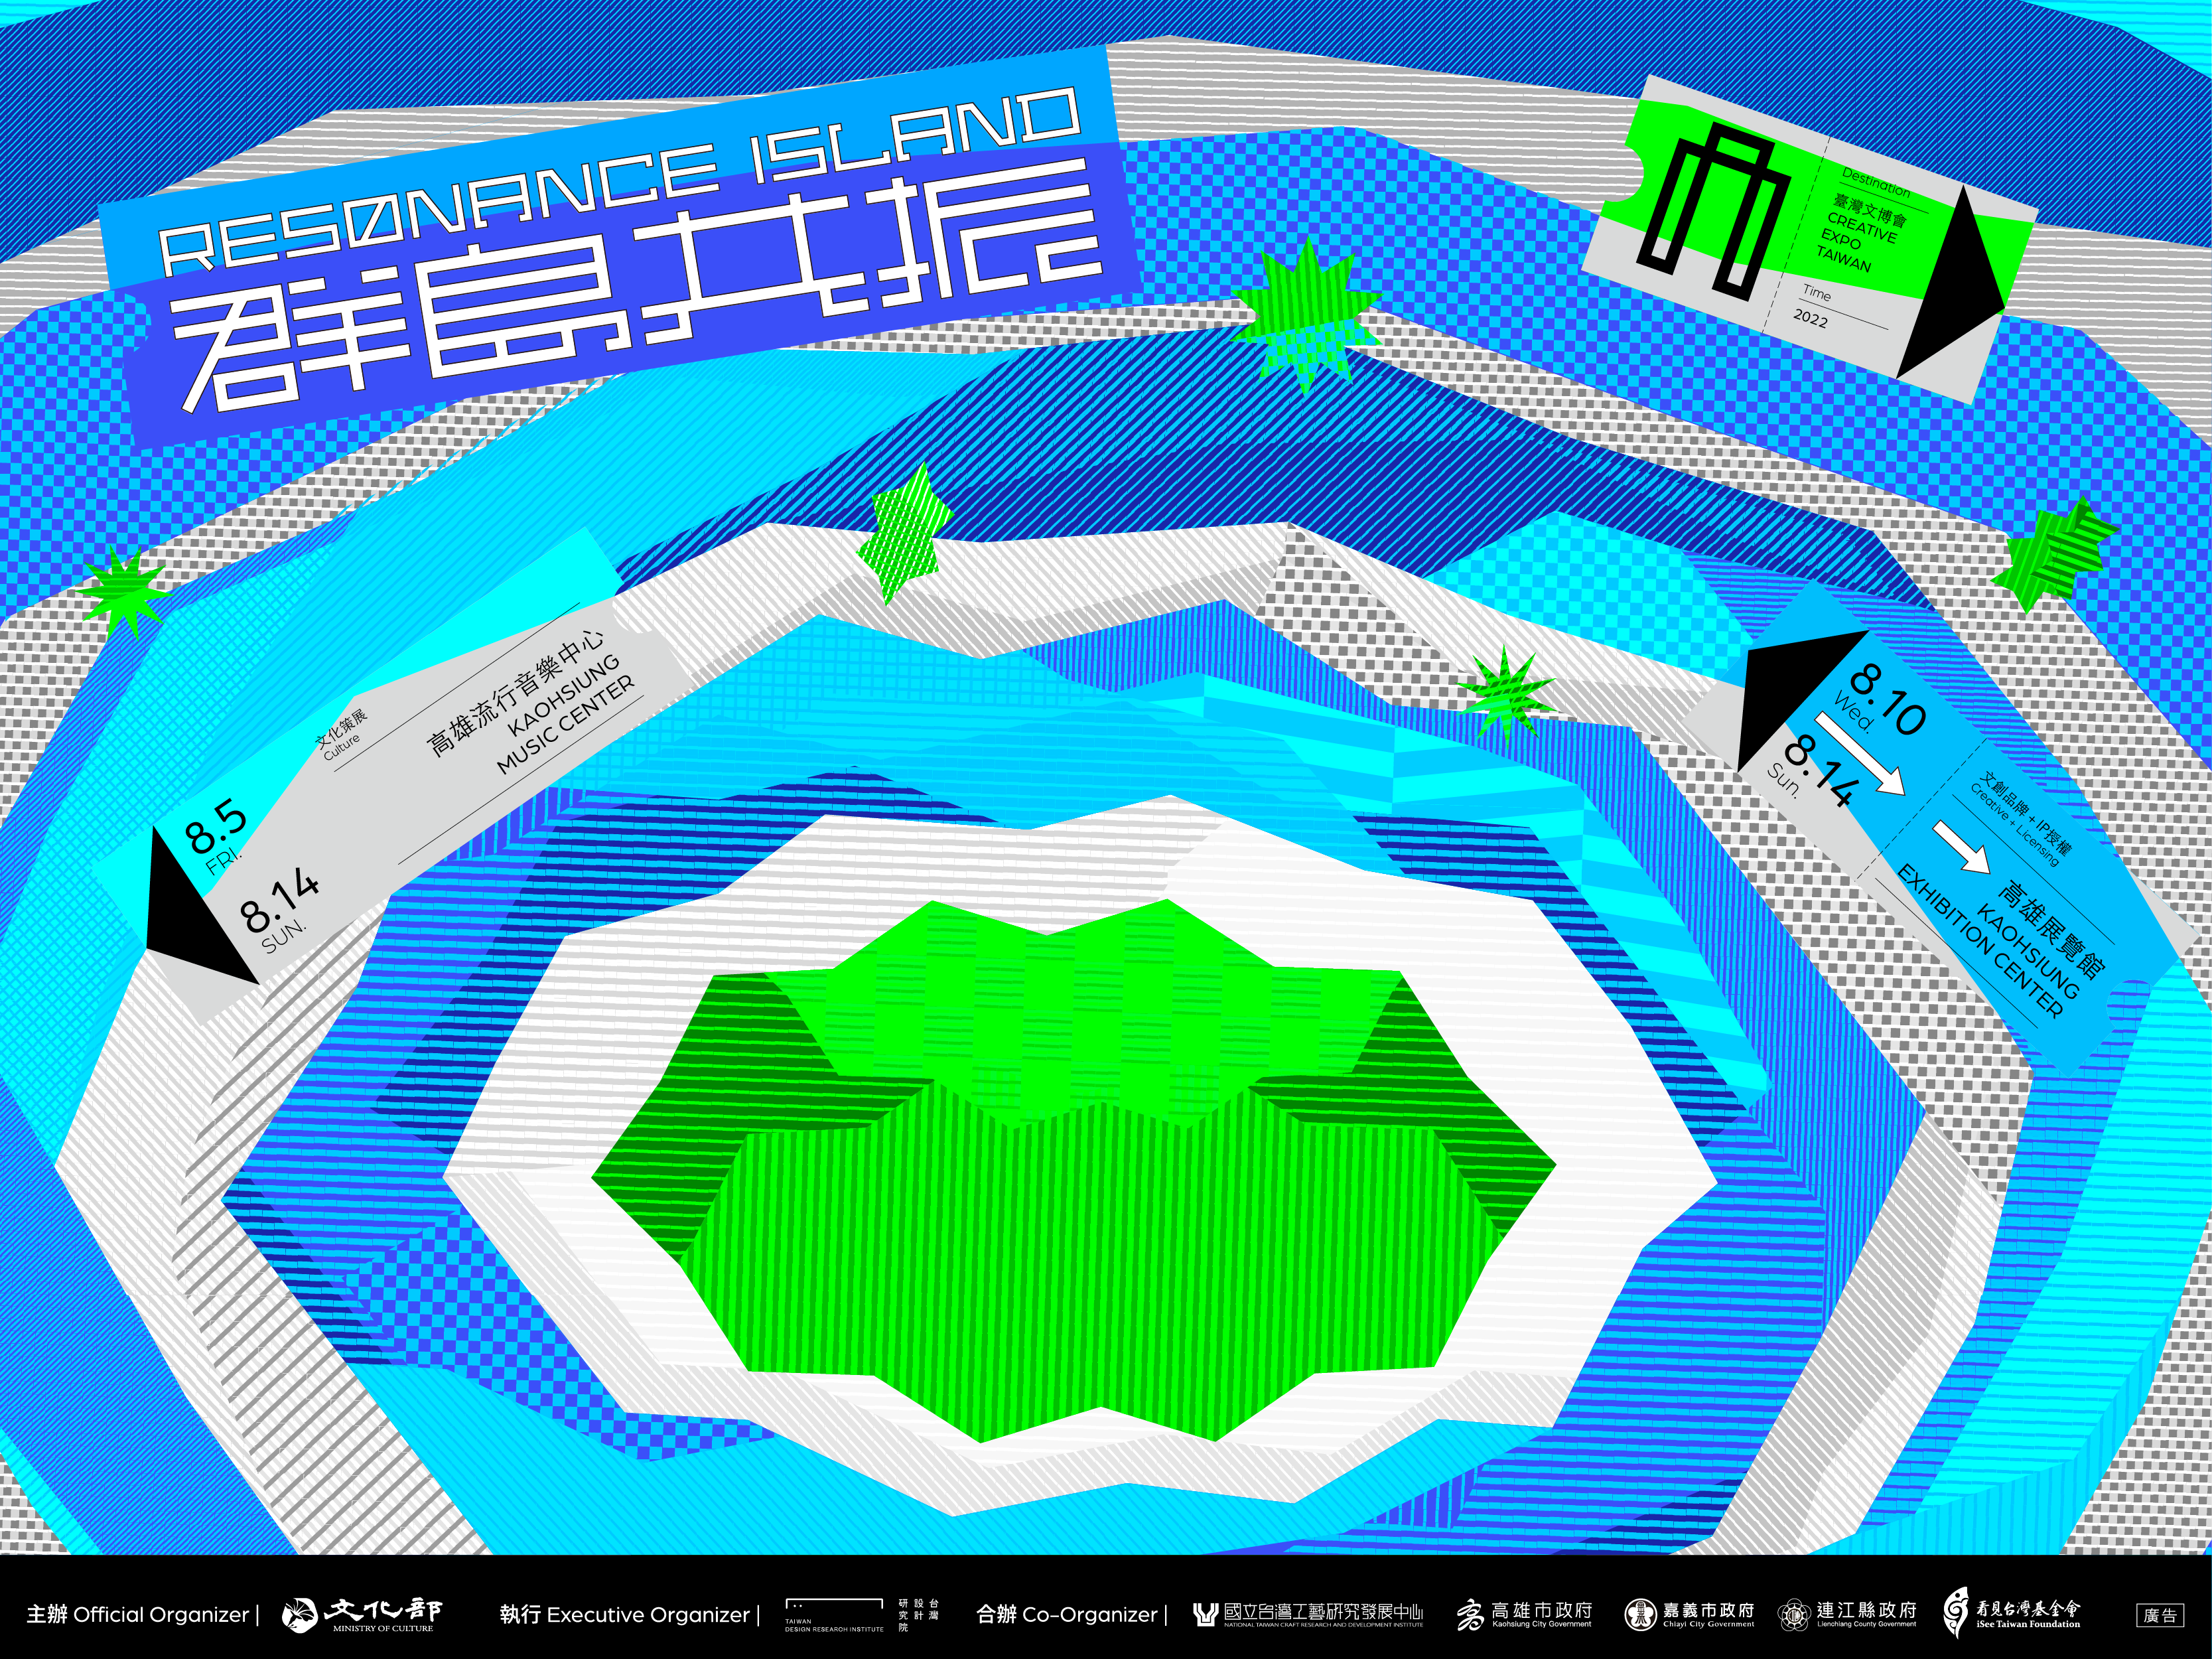 RESONANCE ISLAND
群島共振
Destination
臺灣文博會
CREATIVE
EXPO
TAIWAN
Time
2022
文化策展
Culture
高雄流行音樂中心
KAOHSIUNG
MUSIC CENTER
8.5
FRI.
8.14
SUN.
8.10
Wed.
8.14
Sun.
文創品牌+IP授權
Creative + Licensing
高雄展覽館
KAOHSIUNG
EXHIBITION CENTER
主辦 Official Organizer |
文化部
MINISTRY OF CULTURE
執行 Executive Organizer |
TAIWAN
DESIGN RESEARCH INSTITUTE
台灣
設計
研究院
合辦 Co-Organizer |
國立台灣工藝研究發展中心
NATIONAL TAIWAN CRAFT RESEARCH AND DEVELOPMENT INSTITUTE
高雄市政府
Kaohsiung City Government
嘉義市政府
Chiayi City Government
連江縣政府
Lienchiang County Government
看見台灣基金會
iSee Taiwan Foundation
廣告